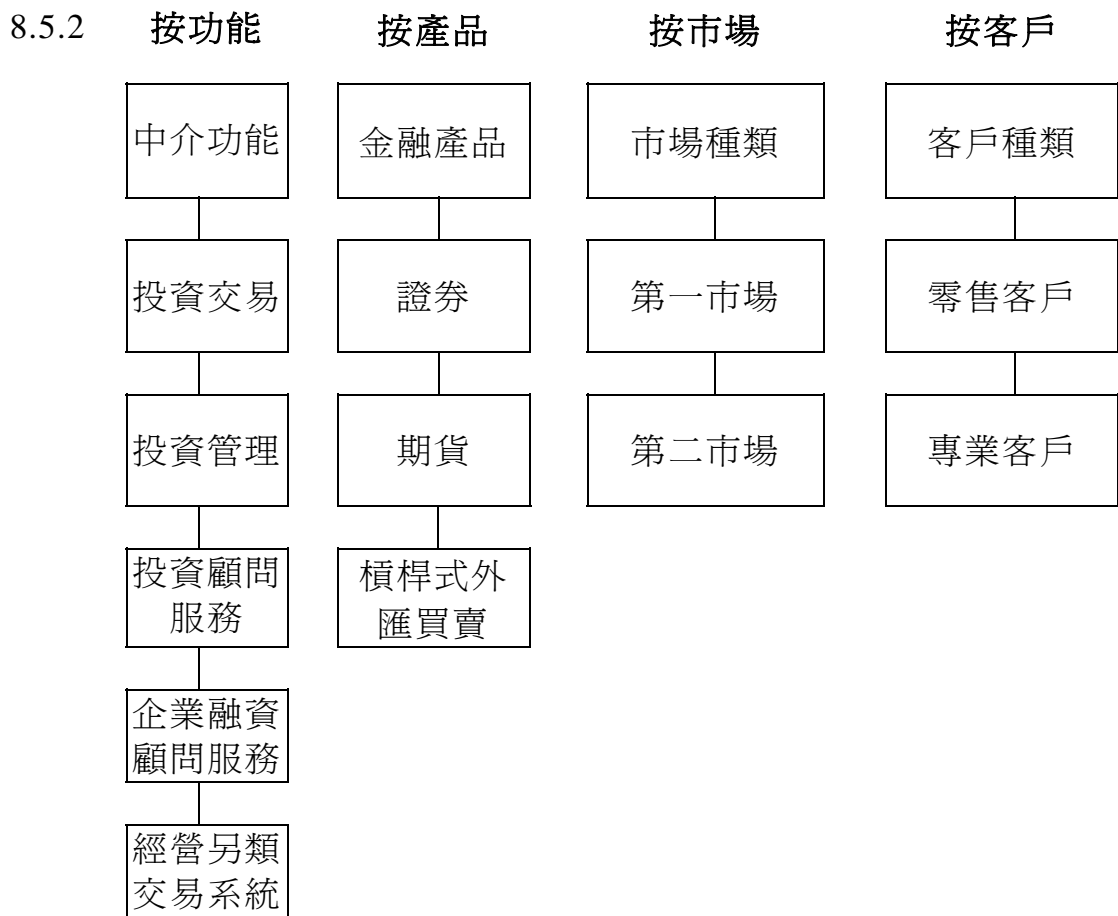 8.5.2 按功能 按產品 按市場 按客戶
中介功能 金融產品 市場種類 客戶種類
投資交易 證券 第一市場 零售客戶
投資管理 期貨 第二市場 專業客戶
投資顧問 槓桿式外
服務 匯買賣
企業融資
顧問服務
經營另類
交易系統